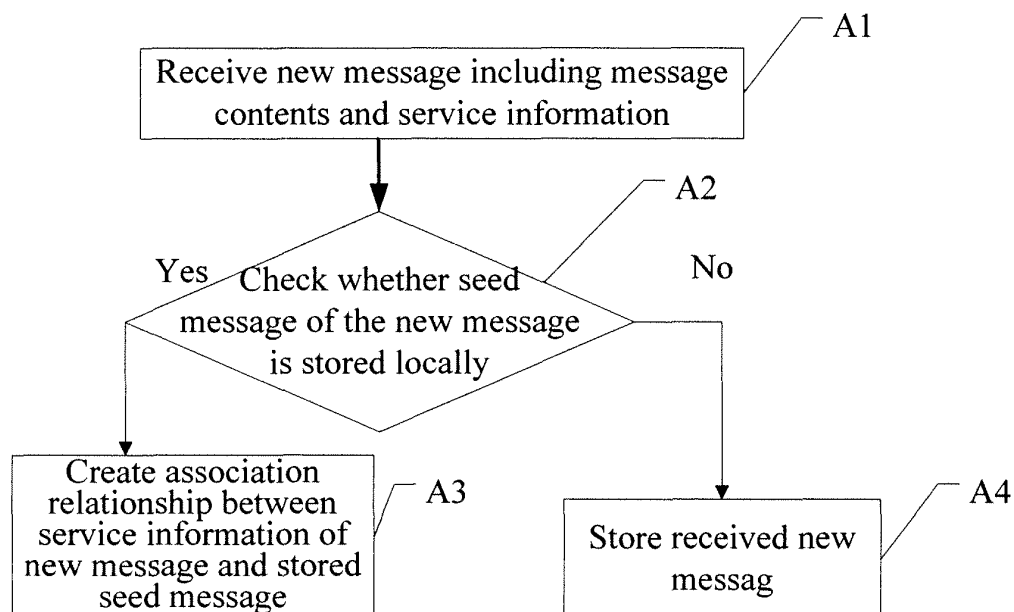 A1
Receive new message including message
contents and service information
A2
Yes
No
Check whether seed
message of the new message
is stored locally
Create association
relationship between
service information of
new message and stored
seed message
A3
A4
Store received new
messag